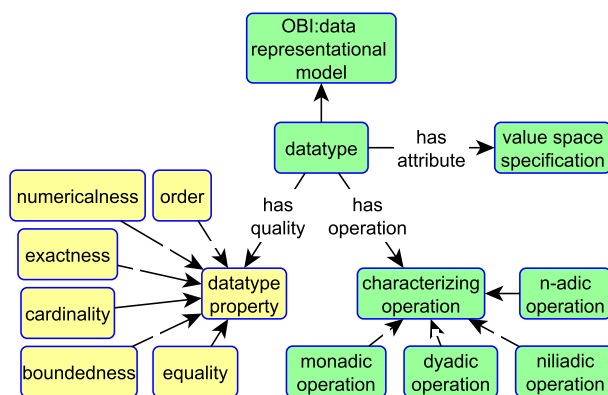 OBI:data
representational
model
datatype
has
attribute
value space
specification
numericalness
order
has
quality
has
operation
exactness
datatype
property
characterizing
operation
n-adic
operation
cardinality
boundedness
equality
monadic
operation
dyadic
operation
niliadic
operation